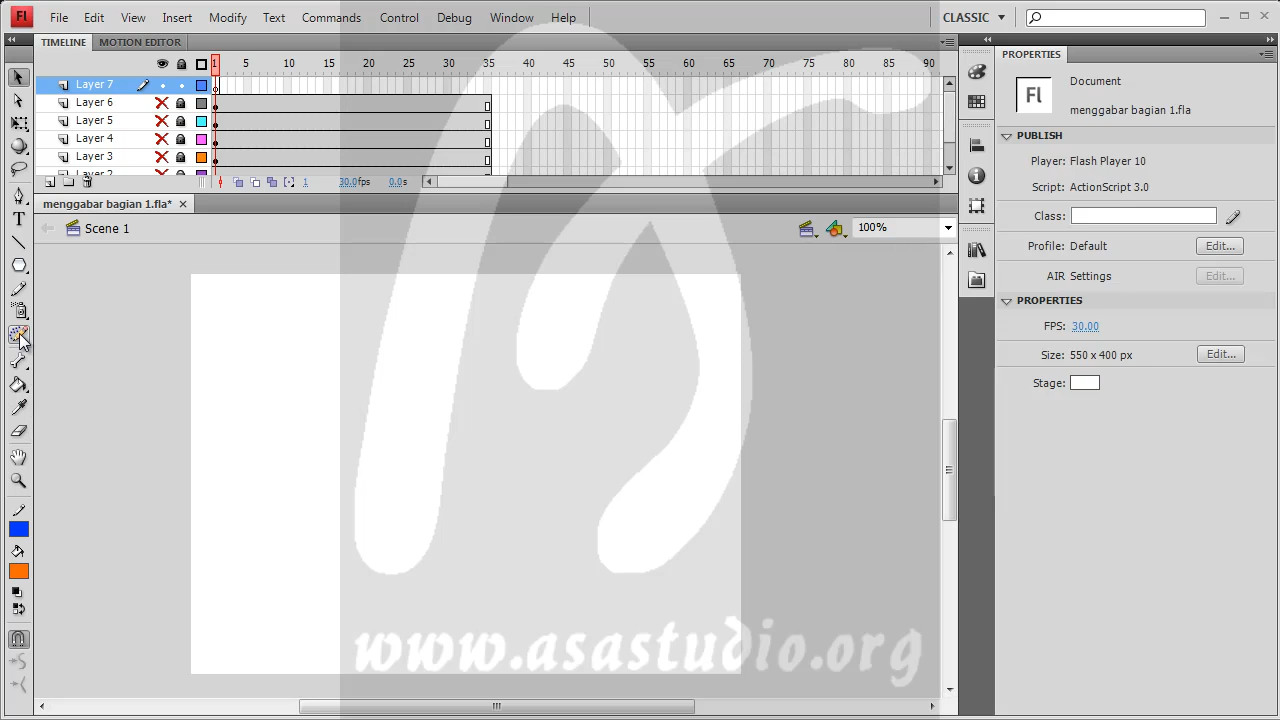 Fl File Edit View Insert Modify Text Commands Control Debug Window Help CLASSIC
TIMELINE MOTION EDITOR PROPERTIES
1 5 10 15 20 25 30 35 40 45 50 55 60 65 70 75 80 85 90
Layer 7
Layer 6
Layer 5
Layer 4
Layer 3
1 30.0fps 0.0s
menggabar bagian 1.fla*
Scene 1 100%
Fl Document
menggabar bagian 1.fla
PUBLISH
Player: Flash Player 10
Script: ActionScript 3.0
Class:
Profile: Default Edit...
AIR Settings Edit...
PROPERTIES
FPS: 30.00
Size: 550 x 400 px Edit...
Stage:
www.asastudio.org